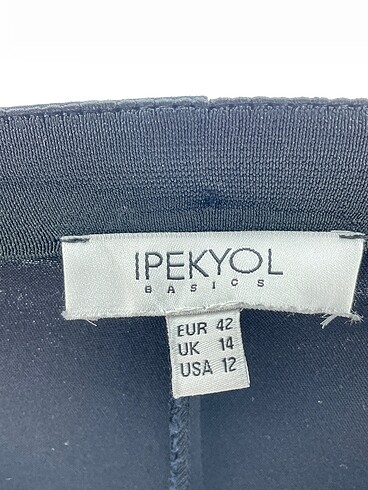 IPEKYOL
BASICS
EUR 42
UK 14
USA 12